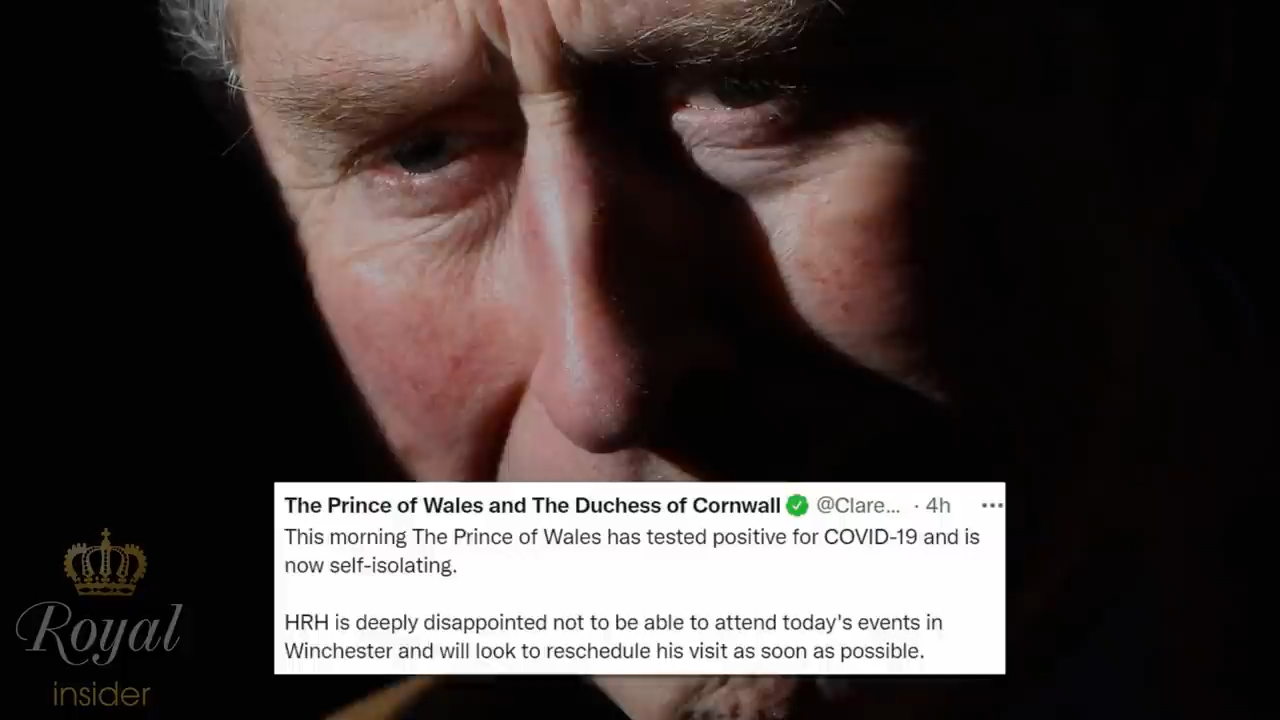 The Prince of Wales and The Duchess of Cornwall @Clare... · 4h
This morning The Prince of Wales has tested positive for COVID-19 and is
now self-isolating.
HRH is deeply disappointed not to be able to attend today's events in
Winchester and will look to reschedule his visit as soon as possible.
Royal
insider